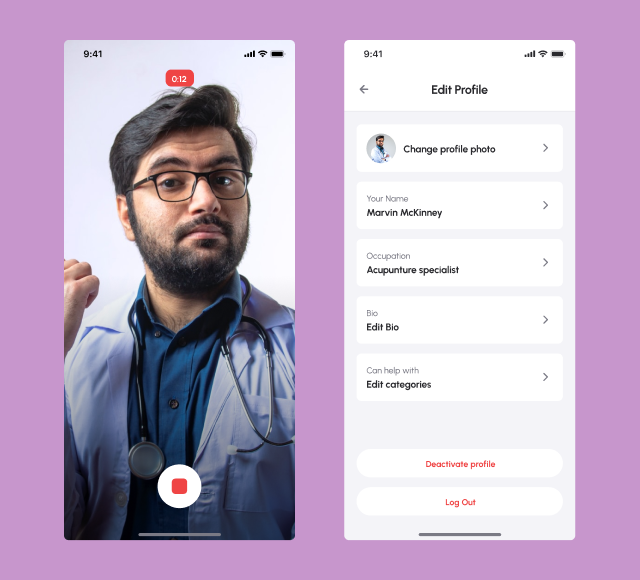 9:41
0:12
9:41
Edit Profile
Change profile photo
Your Name
Marvin McKinney
Occupation
Acupunture specialist
Bio
Edit Bio
Can help with
Edit categories
Deactivate profile
Log Out